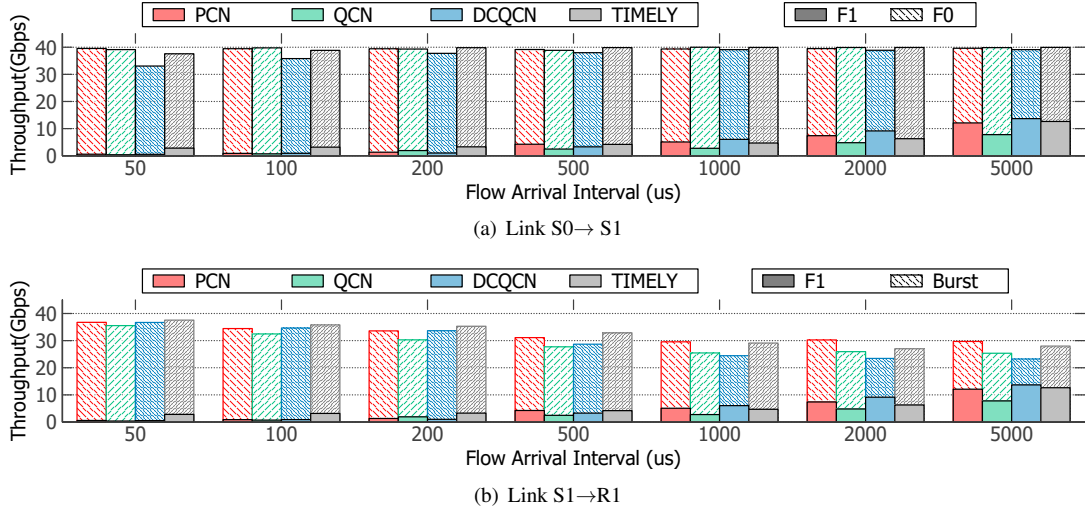 PCN QCN DCQCN TIMELY F1 F0
Throughput(Gbps)
40
30
20
10
0
50 100 200 500 1000 2000 5000
Flow Arrival Interval (us)
(a) Link S0→ S1
PCN QCN DCQCN TIMELY F1 Burst
Throughput(Gbps)
40
30
20
10
0
50 100 200 500 1000 2000 5000
Flow Arrival Interval (us)
(b) Link S1→R1